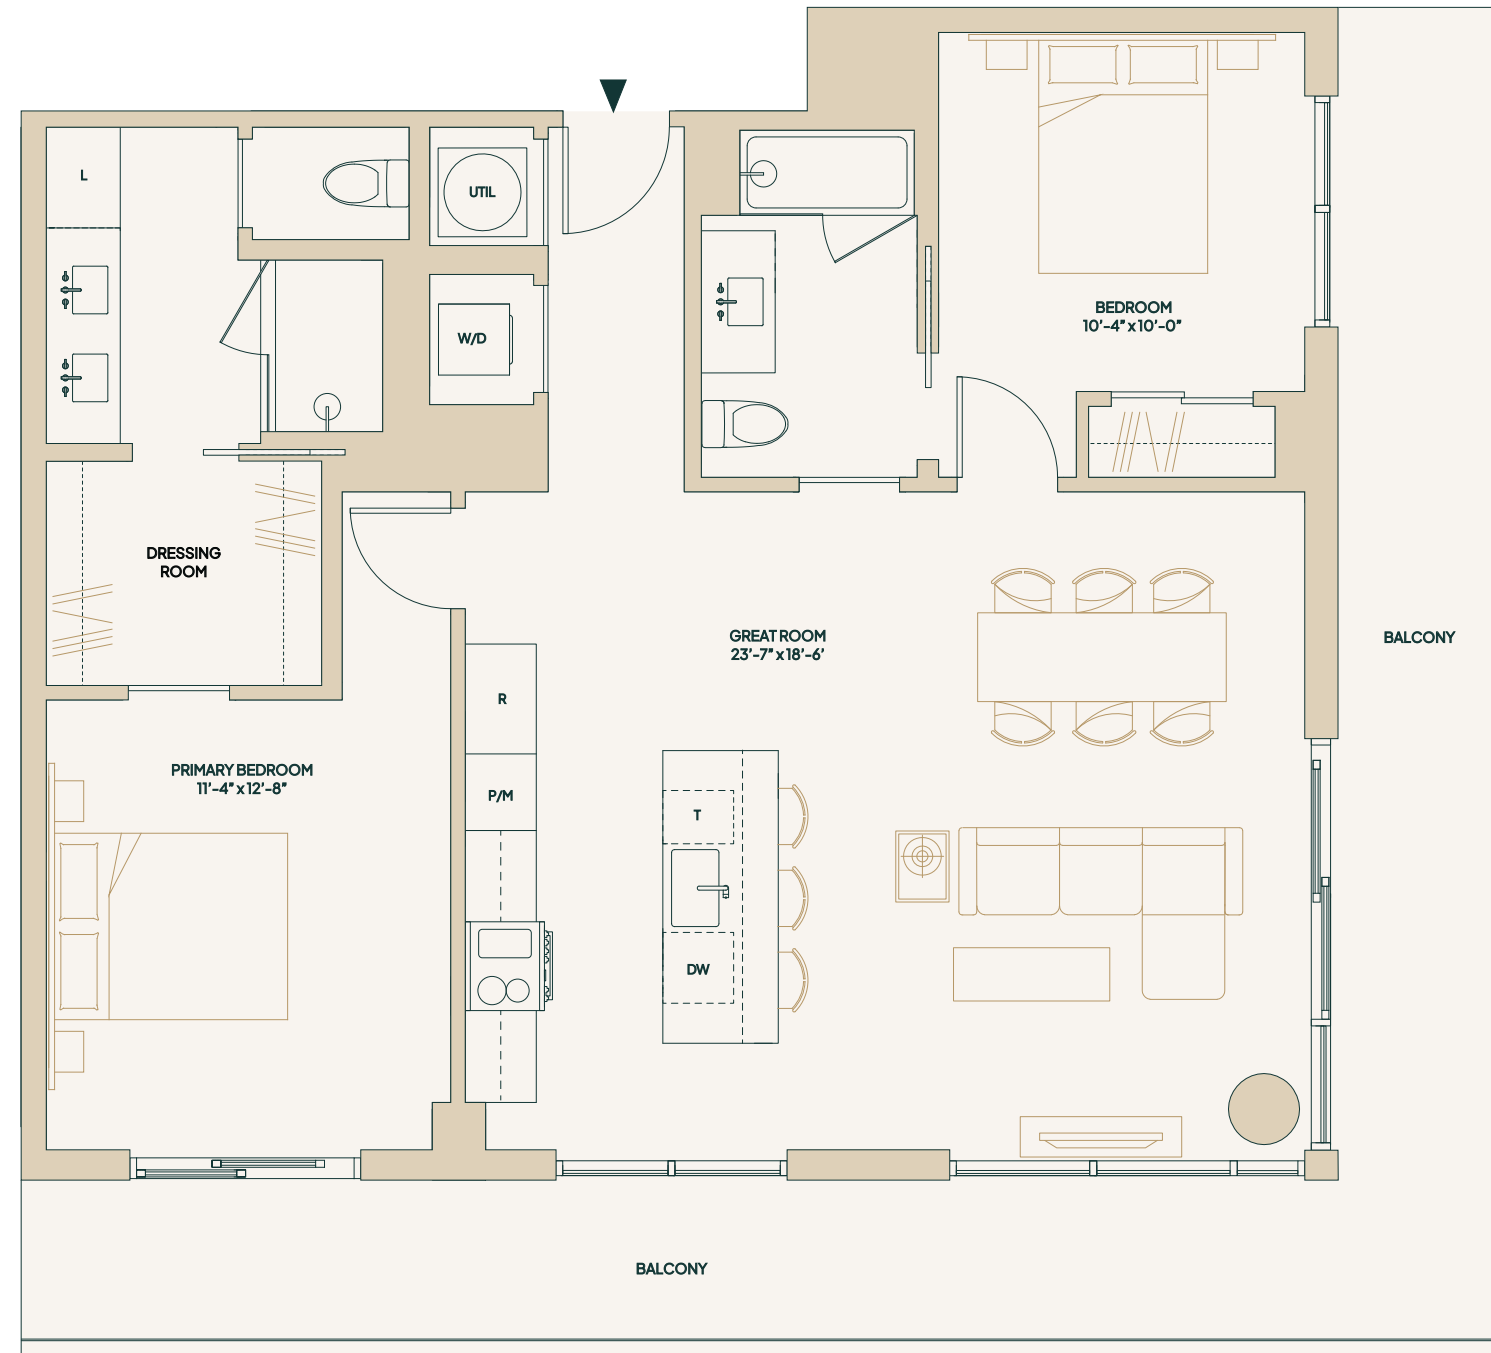 L
UTIL
W/D
BEDROOM
10'-4" x 10'-0"
DRESSING
ROOM
GREAT ROOM
23'-7" x 18'-6'
BALCONY
R
PRIMARY BEDROOM
11'-4" x 12'-8"
P/M
T
DW
BALCONY